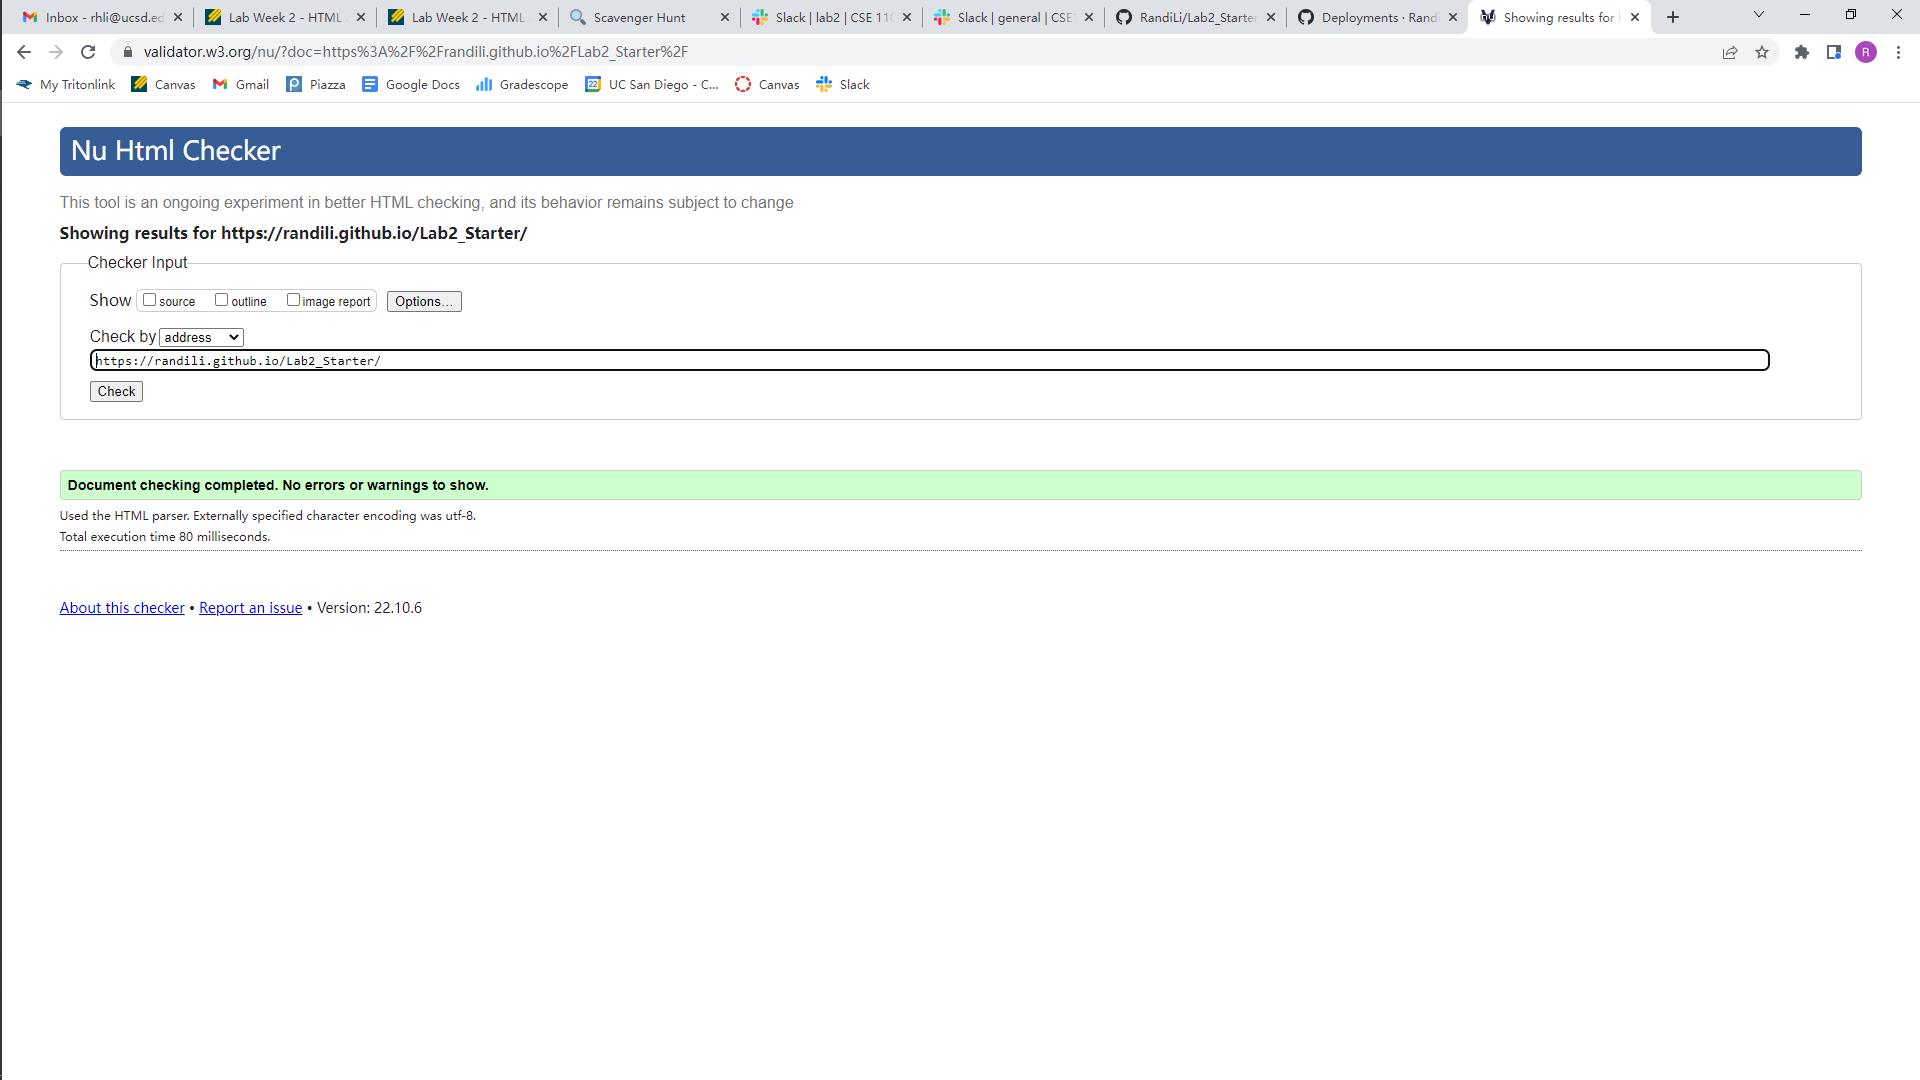 Inbox - rhli@ucsd.ed
Lab Week 2 - HTML
Lab Week 2 - HTML
Scavenger Hunt
Slack | lab2 | CSE 110
Slack | general | CSE
RandiLi/Lab2_Starter
Deployments · Randi
Showing results for
validator.w3.org/nu/?doc=https%3A%2F%2Frandili.github.io%2FLab2_Starter%2F
R
My Tritonlink
Canvas
Gmail
Piazza
Google Docs
Gradescope
22
UC San Diego - C...
Canvas
Slack
Nu Html Checker
This tool is an ongoing experiment in better HTML checking, and its behavior remains subject to change
Showing results for https://randili.github.io/Lab2_Starter/
Checker Input
Show source outline image report Options...
Check by address
https://randili.github.io/Lab2_Starter/
Check
Document checking completed. No errors or warnings to show.
Used the HTML parser. Externally specified character encoding was utf-8.
Total execution time 80 milliseconds.
About this checker • Report an issue • Version: 22.10.6